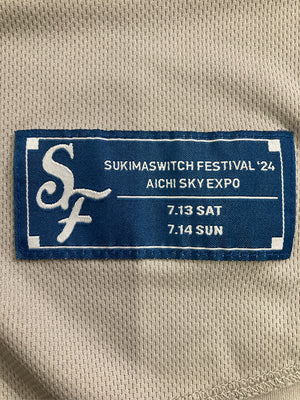 SF
SUKIMASWITCH FESTIVAL '24
AICHI SKY EXPO
7.13 SAT
7.14 SUN